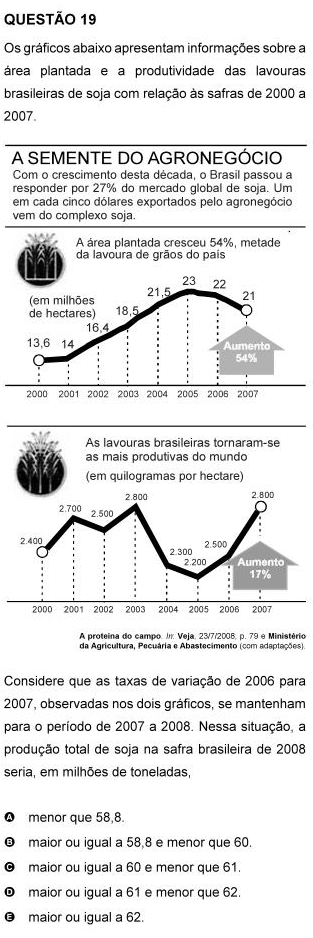 QUESTÃO 19
Os gráficos abaixo apresentam informações sobre a
área plantada e a produtividade das lavouras
brasileiras de soja com relação às safras de 2000 a
2007.
A SEMENTE DO AGRONEGÓCIO
Com o crescimento desta década, o Brasil passou a
responder por 27% do mercado global de soja. Um
em cada cinco dólares exportados pelo agronegócio
vem do complexo soja.
A área plantada cresceu 54%, metade
da lavoura de grãos do país
(em milhões
de hectares)
13,6 14 16,4 18,5 21,5 23 22 21
Aumento
54%
2000 2001 2002 2003 2004 2005 2006 2007
As lavouras brasileiras tornaram-se
as mais produtivas do mundo
(em quilogramas por hectare)
2.400 2.700 2.500 2.800 2.300 2.200 2.500 2.800
Aumento
17%
2000 2001 2002 2003 2004 2005 2006 2007
A proteína do campo. In: Veja, 23/7/2008, p. 79 e Ministério
da Agricultura, Pecuária e Abastecimento (com adaptações).
Considere que as taxas de variação de 2006 para
2007, observadas nos dois gráficos, se mantenham
para o período de 2007 a 2008. Nessa situação, a
produção total de soja na safra brasileira de 2008
seria, em milhões de toneladas,
A menor que 58,8.
B maior ou igual a 58,8 e menor que 60.
C maior ou igual a 60 e menor que 61.
D maior ou igual a 61 e menor que 62.
E maior ou igual a 62.